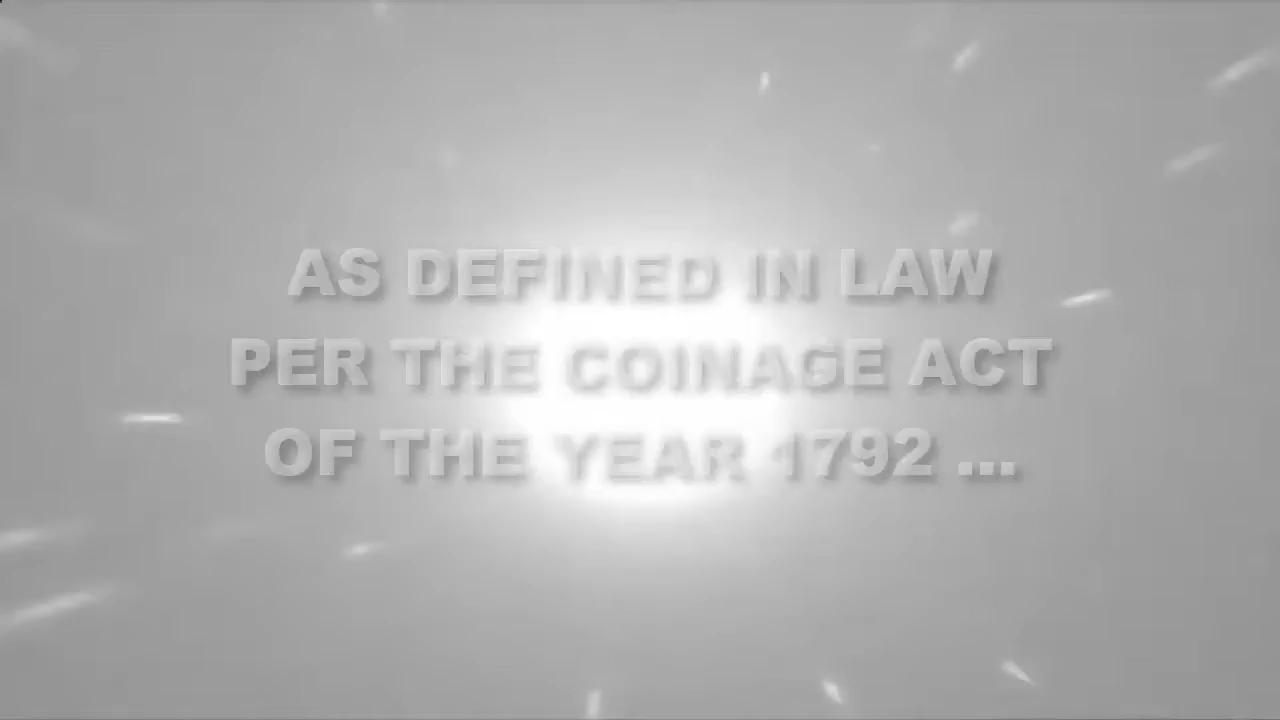 AS DEFINED IN LAW
PER THE COINAGE ACT
OF THE YEAR 1792 ...